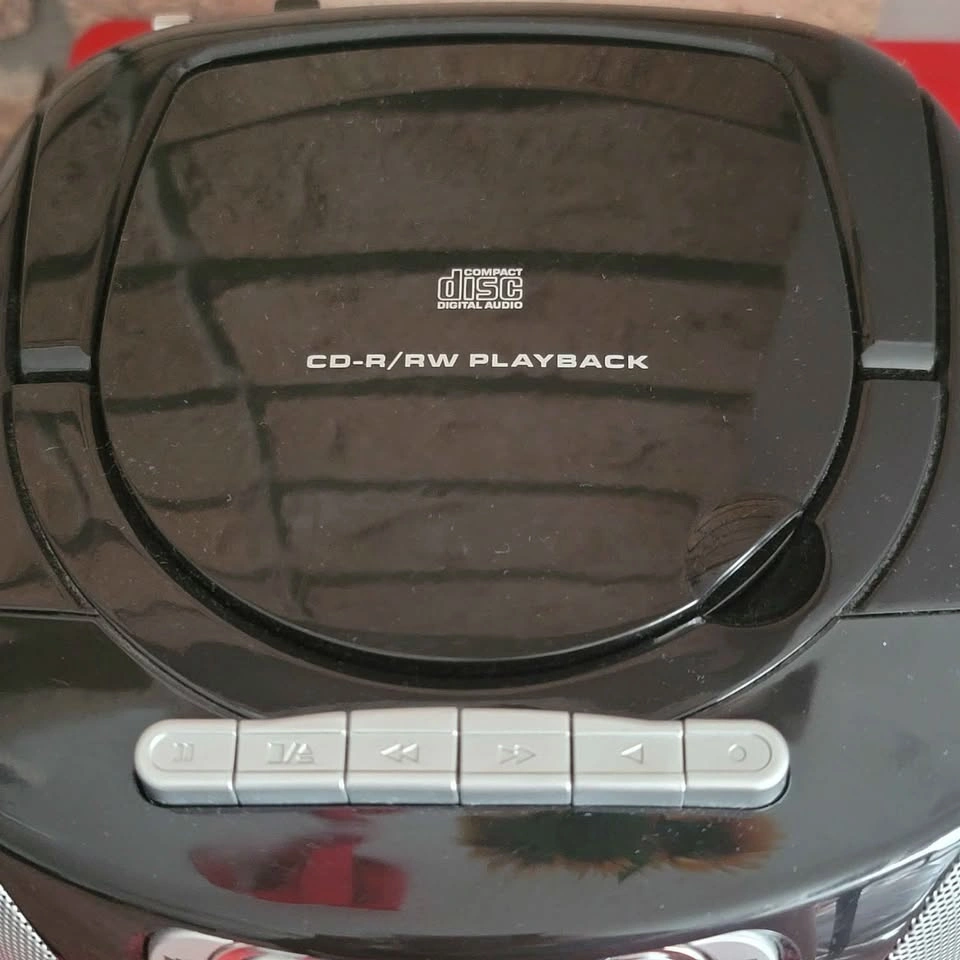 COMPACT
disc
DIGITAL AUDIO
CD-R/RW PLAYBACK